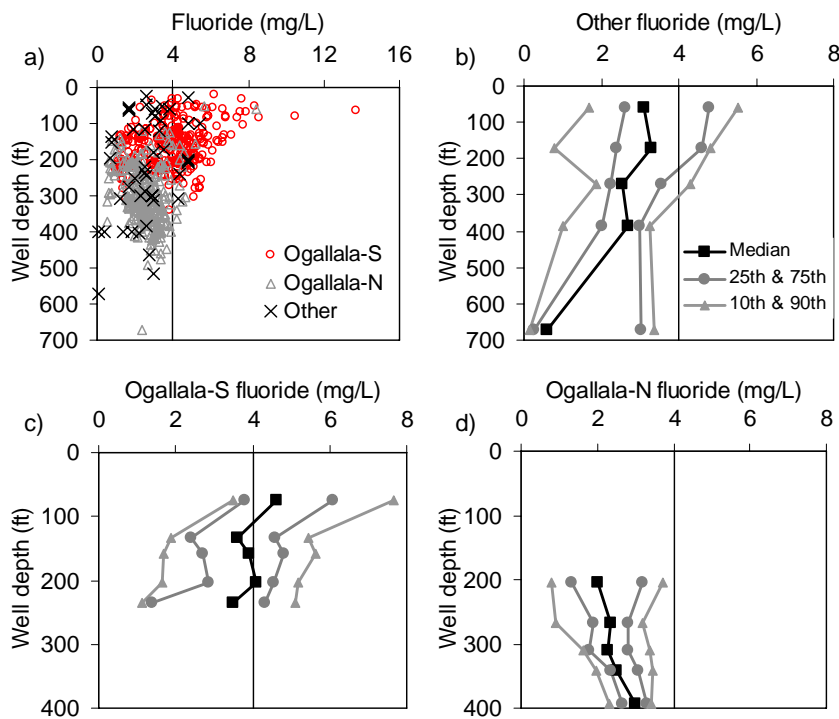 Fluoride (mg/L)
a)
0 4 8 12 16
0
100
200
300
400
500
600
700
Well depth (ft)
Ogallala-S
Ogallala-N
Other
Other fluoride (mg/L)
b)
0 2 4 6 8
0
100
200
300
400
500
600
700
Well depth (ft)
Median
25th & 75th
10th & 90th
Ogallala-S fluoride (mg/L)
c)
0 2 4 6 8
0
100
200
300
400
Well depth (ft)
Ogallala-N fluoride (mg/L)
d)
0 2 4 6 8
0
100
200
300
400
Well depth (ft)